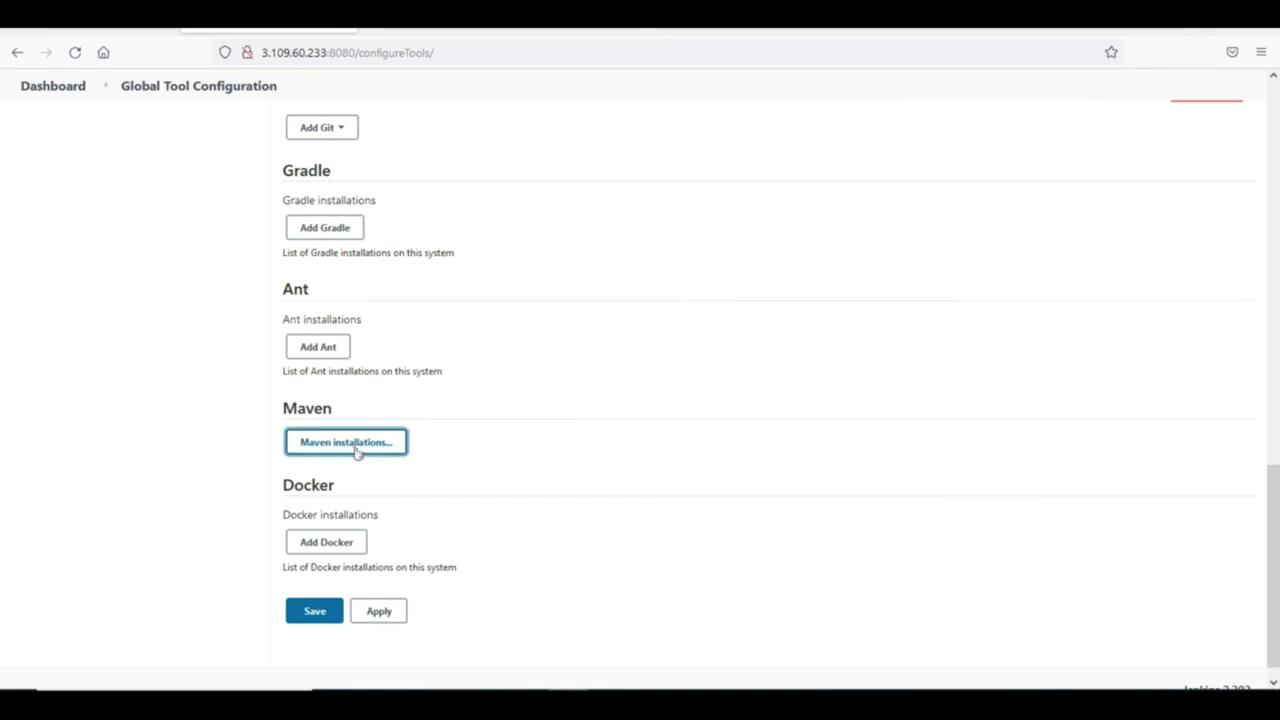 3.109.60.233:8080/configureTools/
Dashboard
Global Tool Configuration
Add Git
Gradle
Gradle installations
Add Gradle
List of Gradle installations on this system
Ant
Ant installations
Add Ant
List of Ant installations on this system
Maven
Maven installations...
Docker
Docker installations
Add Docker
List of Docker installations on this system
Save
Apply